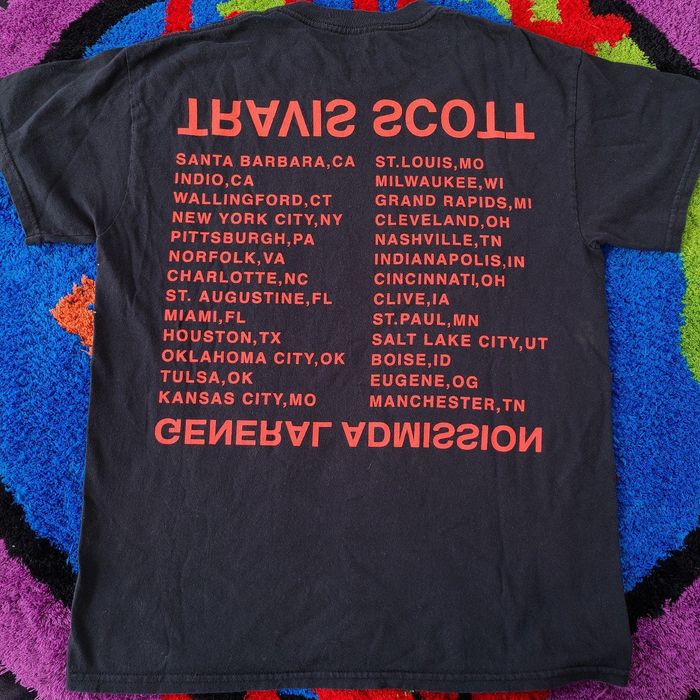 TRAVIS SCOTT
SANTA BARBARA,CA
INDIO,CA
WALLINGFORD,CT
NEW YORK CITY,NY
PITTSBURGH,PA
NORFOLK,VA
CHARLOTTE,NC
ST. AUGUSTINE,FL
MIAMI,FL
HOUSTON,TX
OKLAHOMA CITY,OK
TULSA,OK
KANSAS CITY,MO
ST.LOUIS,MO
MILWAUKEE,WI
GRAND RAPIDS,MI
CLEVELAND,OH
NASHVILLE,TN
INDIANAPOLIS,IN
CINCINNATI,OH
CLIVE,IA
ST.PAUL,MN
SALT LAKE CITY,UT
BOISE,ID
EUGENE,OG
MANCHESTER,TN
GENERAL ADMISSION